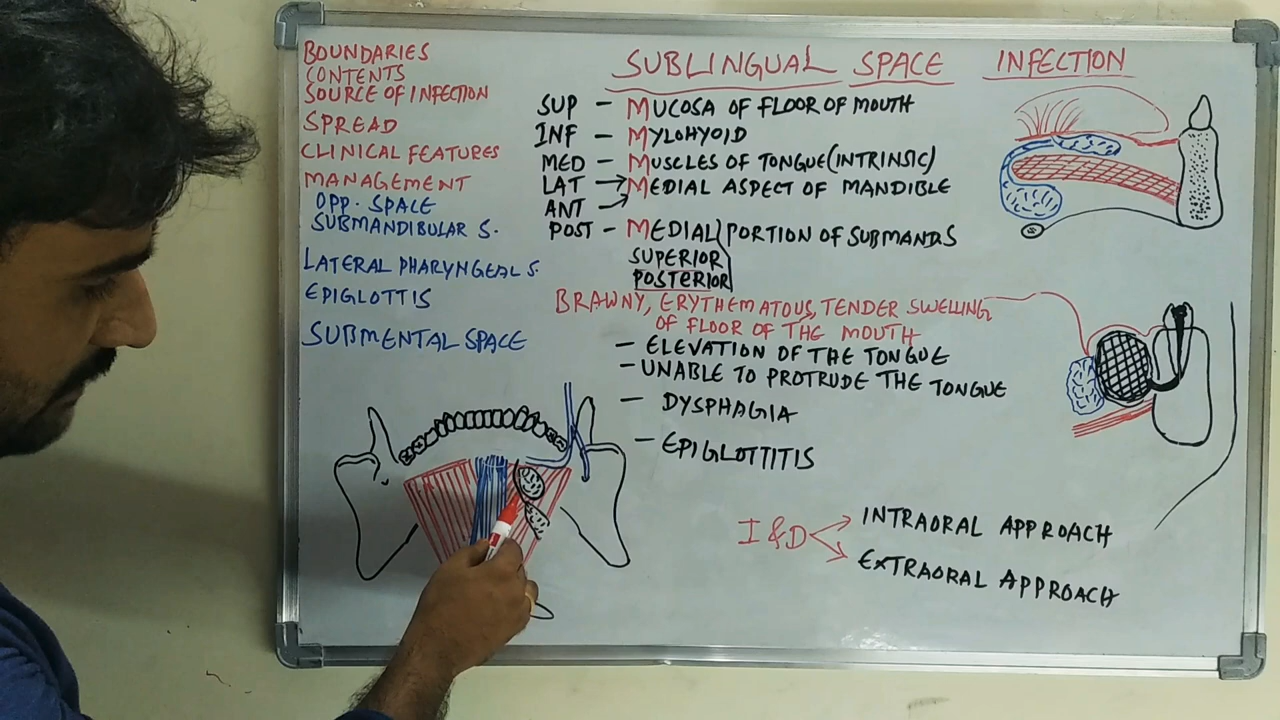 SUBLINGUAL SPACE INFECTION
BOUNDARIES
CONTENTS
SOURCE OF INFECTION
SPREAD
CLINICAL FEATURES
MANAGEMENT
OPP. SPACE
SUBMANDIBULAR S.
LATERAL PHARYNGEAL S.
EPIGLOTTIS
SUBMENTAL SPACE
SUP - MUCOSA OF FLOOR OF MOUTH
INF - MYLOHYOID
MED - MUSCLES OF TONGUE(INTRINSIC)
LAT → MEDIAL ASPECT OF MANDIBLE
ANT →
POST - MEDIAL PORTION OF SUBMAND.S
SUPERIOR
POSTERIOR
BRAWNY, ERYTHEMATOUS, TENDER SWELLING
OF FLOOR OF THE MOUTH
- ELEVATION OF THE TONGUE
- UNABLE TO PROTRUDE THE TONGUE
- DYSPHAGIA
- EPIGLOTTITIS
I&D
INTRAORAL APPROACH
EXTRAORAL APPROACH